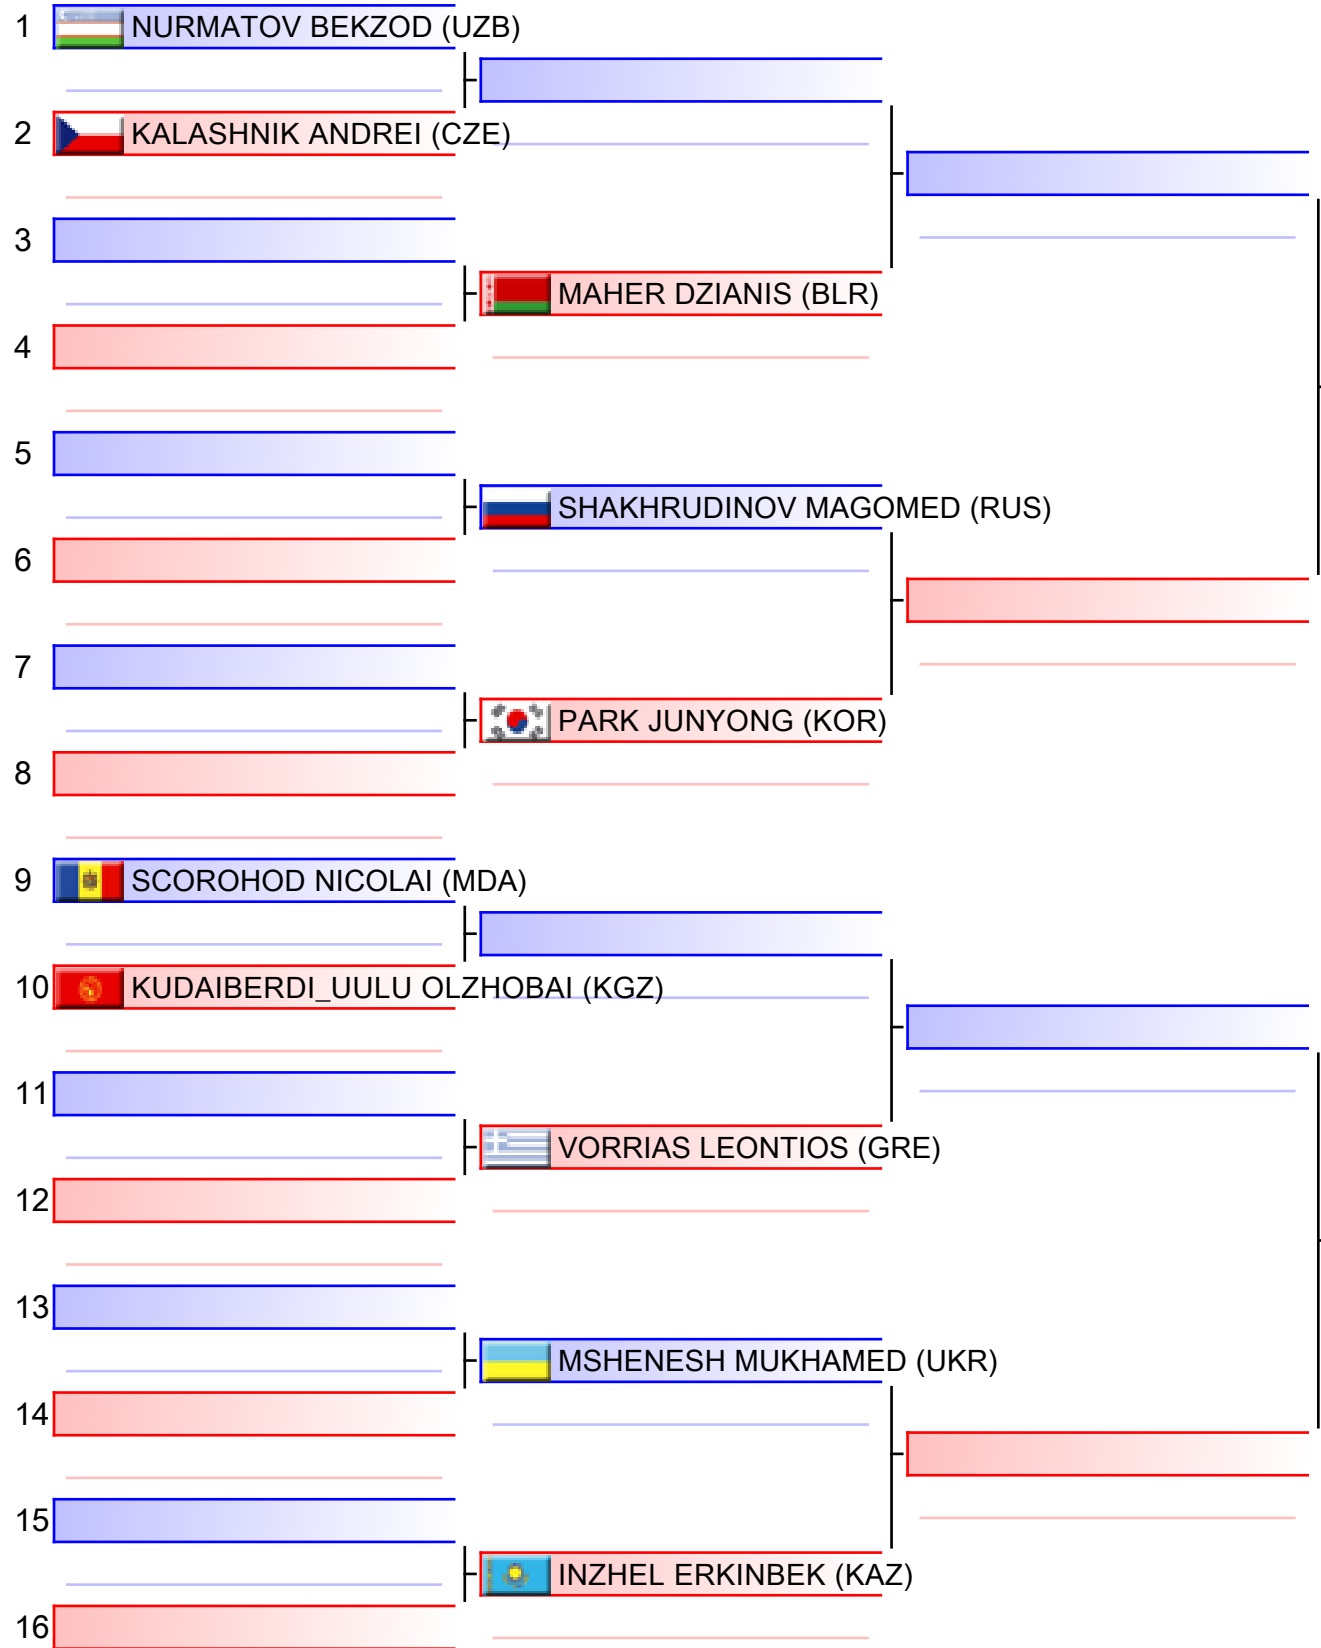 1 NURMATOV BEKZOD (UZB)
2 KALASHNIK ANDREI (CZE)
3
MAHER DZIANIS (BLR)
4
5
SHAKHRUDINOV MAGOMED (RUS)
6
7
PARK JUNYONG (KOR)
8
9 SCOROHOD NICOLAI (MDA)
10 KUDAIBERDI_UULU OLZHOBAI (KGZ)
11
VORRIAS LEONTIOS (GRE)
12
13
MSHENESH MUKHAMED (UKR)
14
15
INZHEL ERKINBEK (KAZ)
16